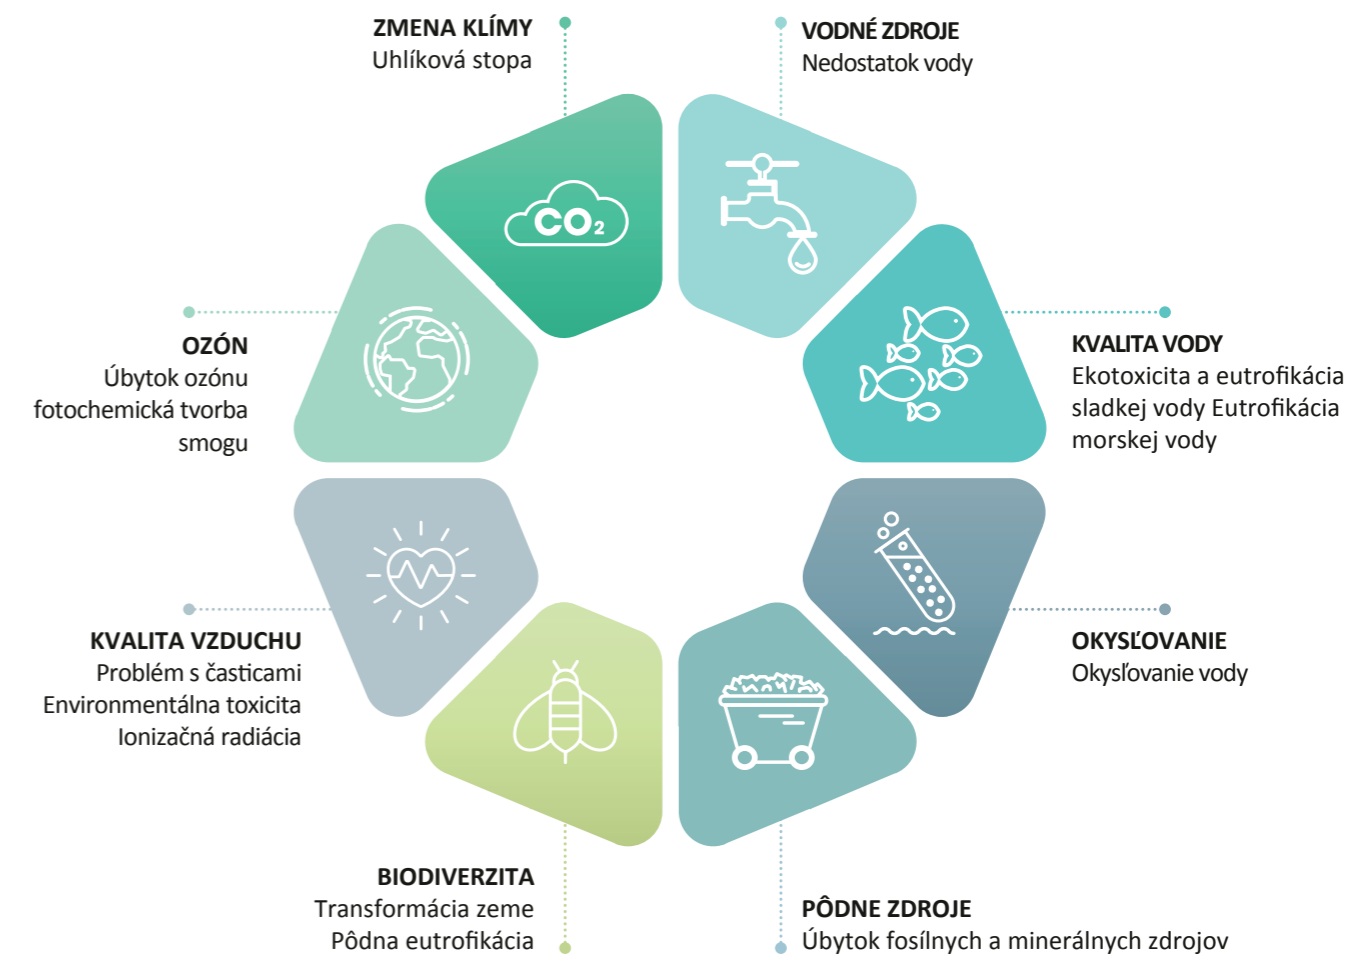 ZMENA KLÍMY
Uhlíková stopa
VODNÉ ZDROJE
Nedostatok vody
CO₂
OZÓN
Úbytok ozónu
fotochemická tvorba
smogu
KVALITA VODY
Ekotoxicita a eutrofikácia
sladkej vody Eutrofikácia
morskej vody
KVALITA VZDUCHU
Problém s časticami
Environmentálna toxicita
Ionizačná radiácia
OKYSĽOVANIE
Okysľovanie vody
BIODIVERZITA
Transformácia zeme
Pôdna eutrofikácia
PÔDNE ZDROJE
Úbytok fosílnych a minerálnych zdrojov